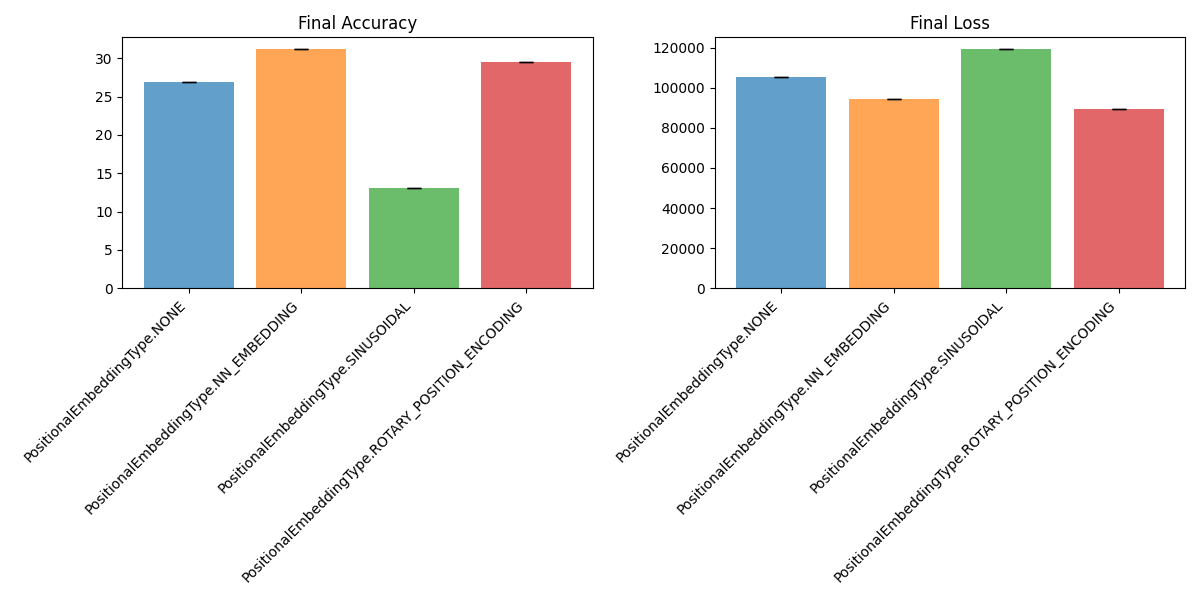 Final Accuracy
30
25
20
15
10
5
0
PositionalEmbeddingType.NONE
PositionalEmbeddingType.NN_EMBEDDING
PositionalEmbeddingType.SINUSOIDAL
PositionalEmbeddingType.ROTARY_POSITION_ENCODING
Final Loss
120000
100000
80000
60000
40000
20000
0
PositionalEmbeddingType.NONE
PositionalEmbeddingType.NN_EMBEDDING
PositionalEmbeddingType.SINUSOIDAL
PositionalEmbeddingType.ROTARY_POSITION_ENCODING